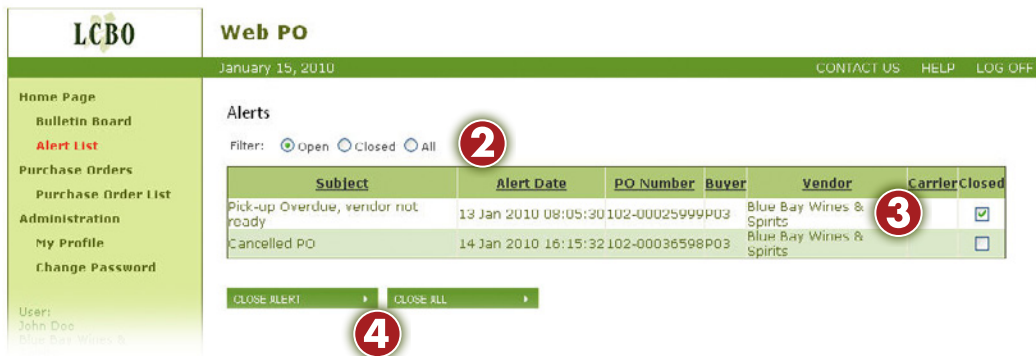 LCBO
Web PO
January 15, 2010
CONTACT US HELP LOG OFF
Home Page
Bulletin Board
Alert List
Purchase Orders
Purchase Order List
Administration
My Profile
Change Password
User:
John Doe
Blue Bay Wines &
Alerts
Filter: Open Closed All
2
Subject Alert Date PO Number Buyer Vendor Carrier Closed
Pick-up Overdue, vendor not ready 13 Jan 2010 08:05:30 102-00025999 P03 Blue Bay Wines & Spirits
3
Cancelled PO 14 Jan 2010 16:15:32 102-00036598 P03 Blue Bay Wines & Spirits
CLOSE ALERT CLOSE ALL
4